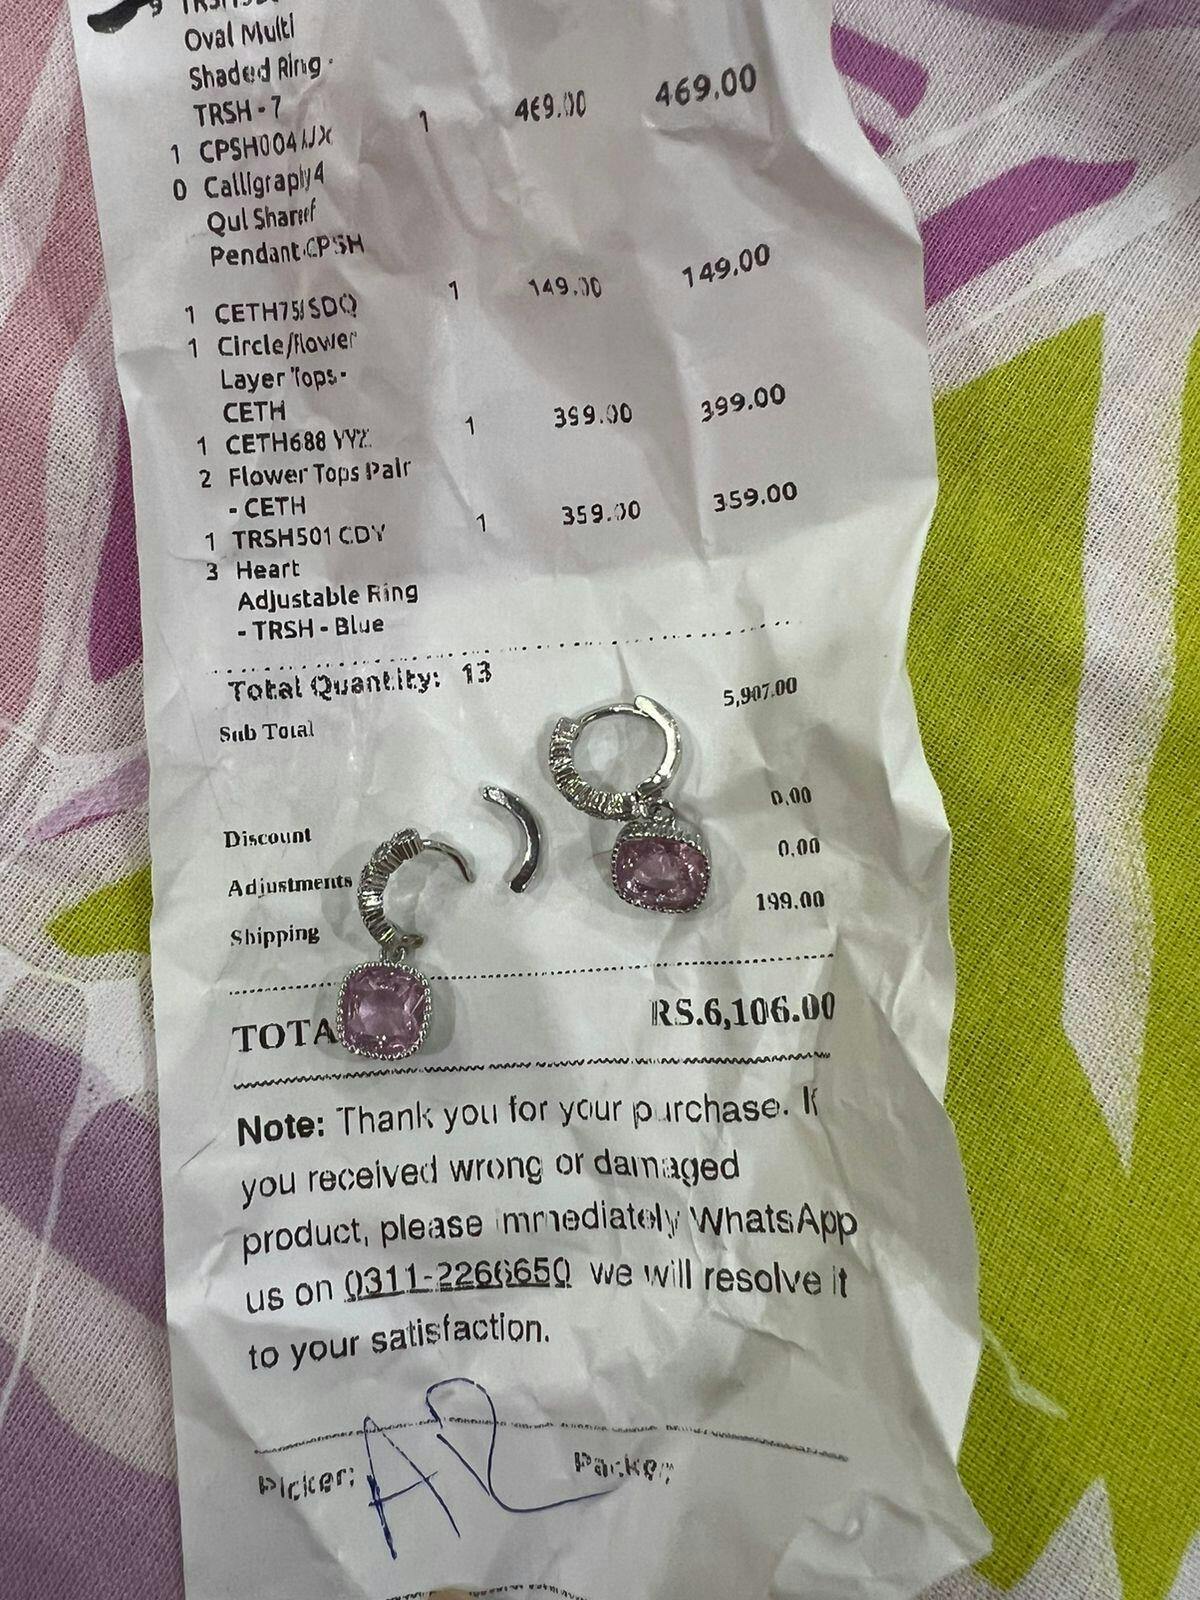 Oval Multi
Shaded Ring -
TRSH - 7
1 CPSH004 1 469.00 469.00
0 Calligraphy 4
Qul Shareef
Pendant-CPSH
1 CETH75 SDQ 1 149.00 149.00
1 Circle/flower
Layer Tops -
CETH
1 CETH688 YYZ 1 399.00 399.00
2 Flower Tops Pair
- CETH
1 TRSH501 CDY 1 359.00 359.00
3 Heart
Adjustable Ring
- TRSH - Blue
Total Quantity: 13
Sub Total 5,907.00
Discount 0.00
Adjustments 0.00
Shipping 199.00
TOTA RS.6,106.00
Note: Thank you for your purchase. If
you received wrong or damaged
product, please immediately WhatsApp
us on 0311-2266650 we will resolve it
to your satisfaction.
Picker: Packer